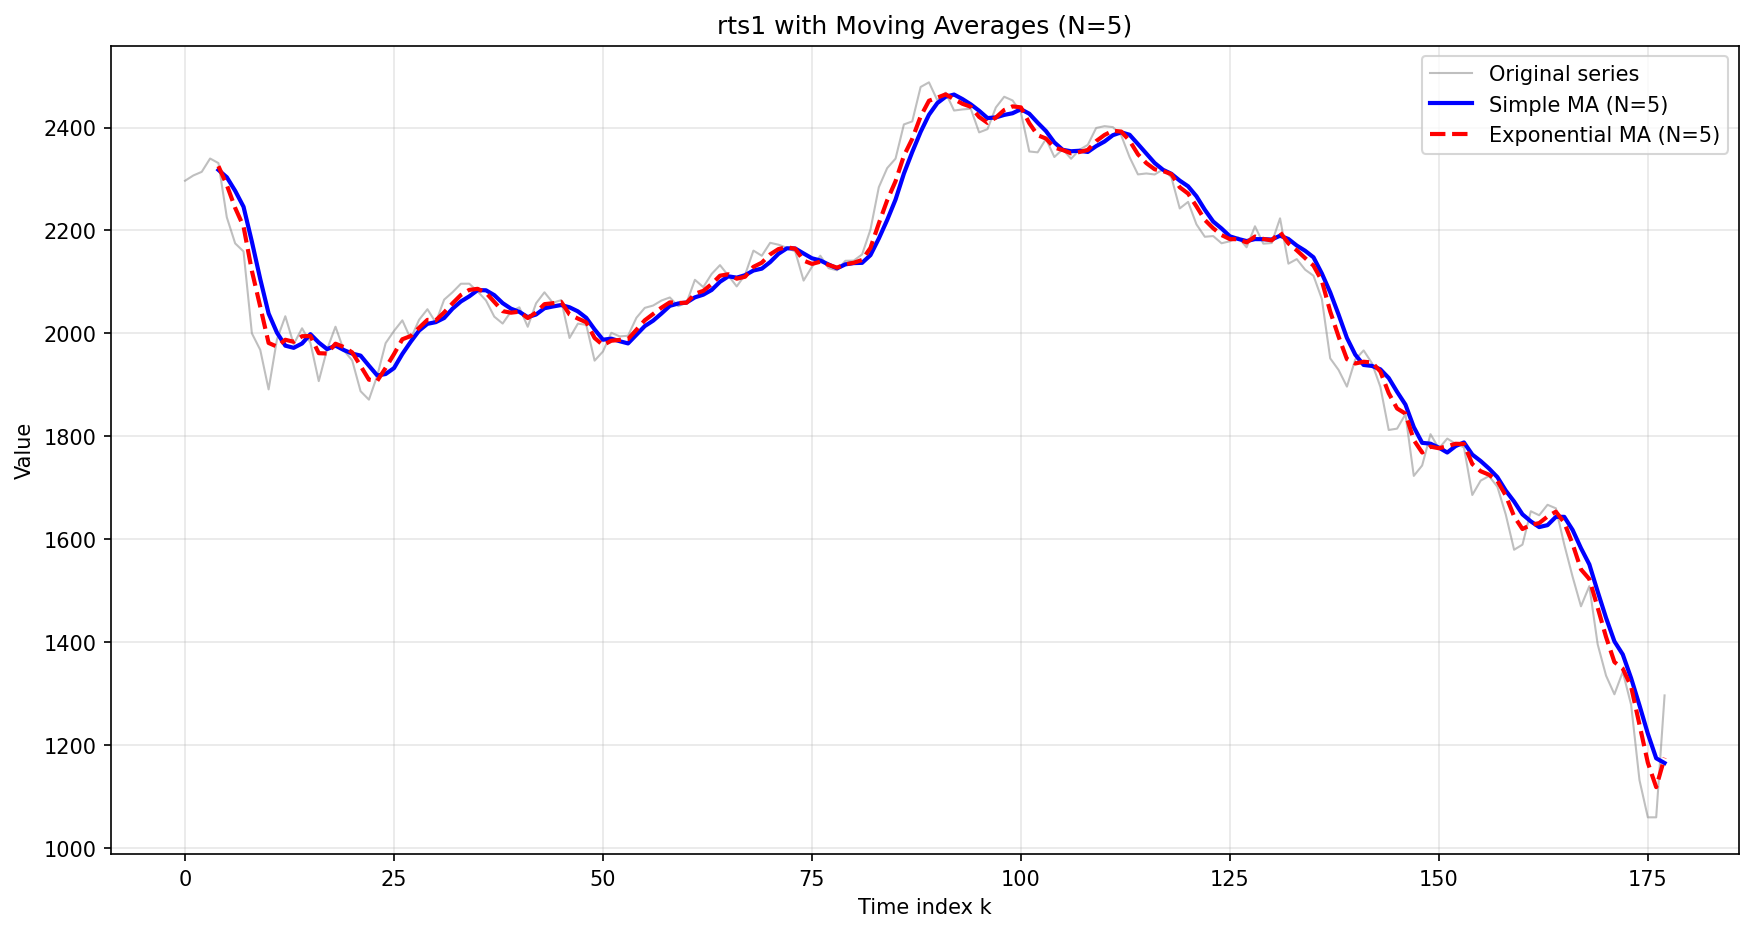 rts1 with Moving Averages (N=5)
Original series
Simple MA (N=5)
Exponential MA (N=5)
Value
2400
2200
2000
1800
1600
1400
1200
1000
0 25 50 75 100 125 150 175
Time index k